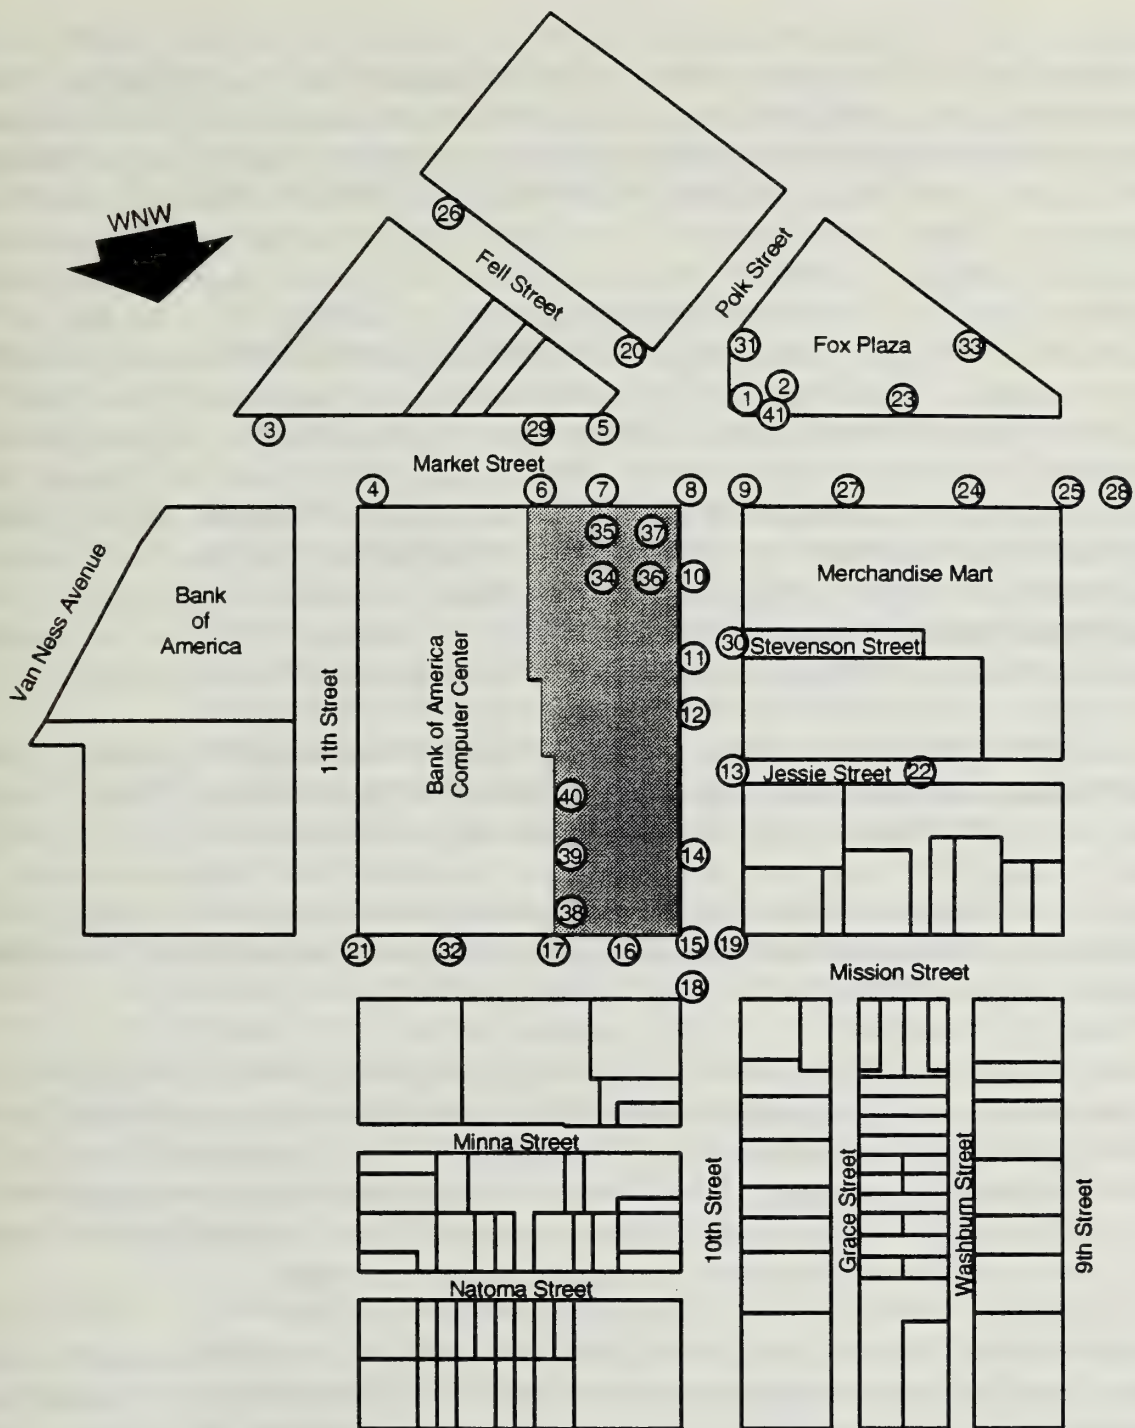 WNW
26
Fell Street
Polk Street
20
31
Fox Plaza
33
1
2
41
23
3
29
5
Market Street
4
6
7
8
9
27
24
25
28
35
37
34
36
10
Merchandise Mart
Van Ness Avenue
Bank
of
America
11th Street
Bank of America
Computer Center
11
30
Stevenson Street
12
13
Jessie Street
22
40
39
14
38
21
32
17
16
15
19
18
Mission Street
Minna Street
10th Street
Grace Street
Washburn Street
9th Street
Natoma Street